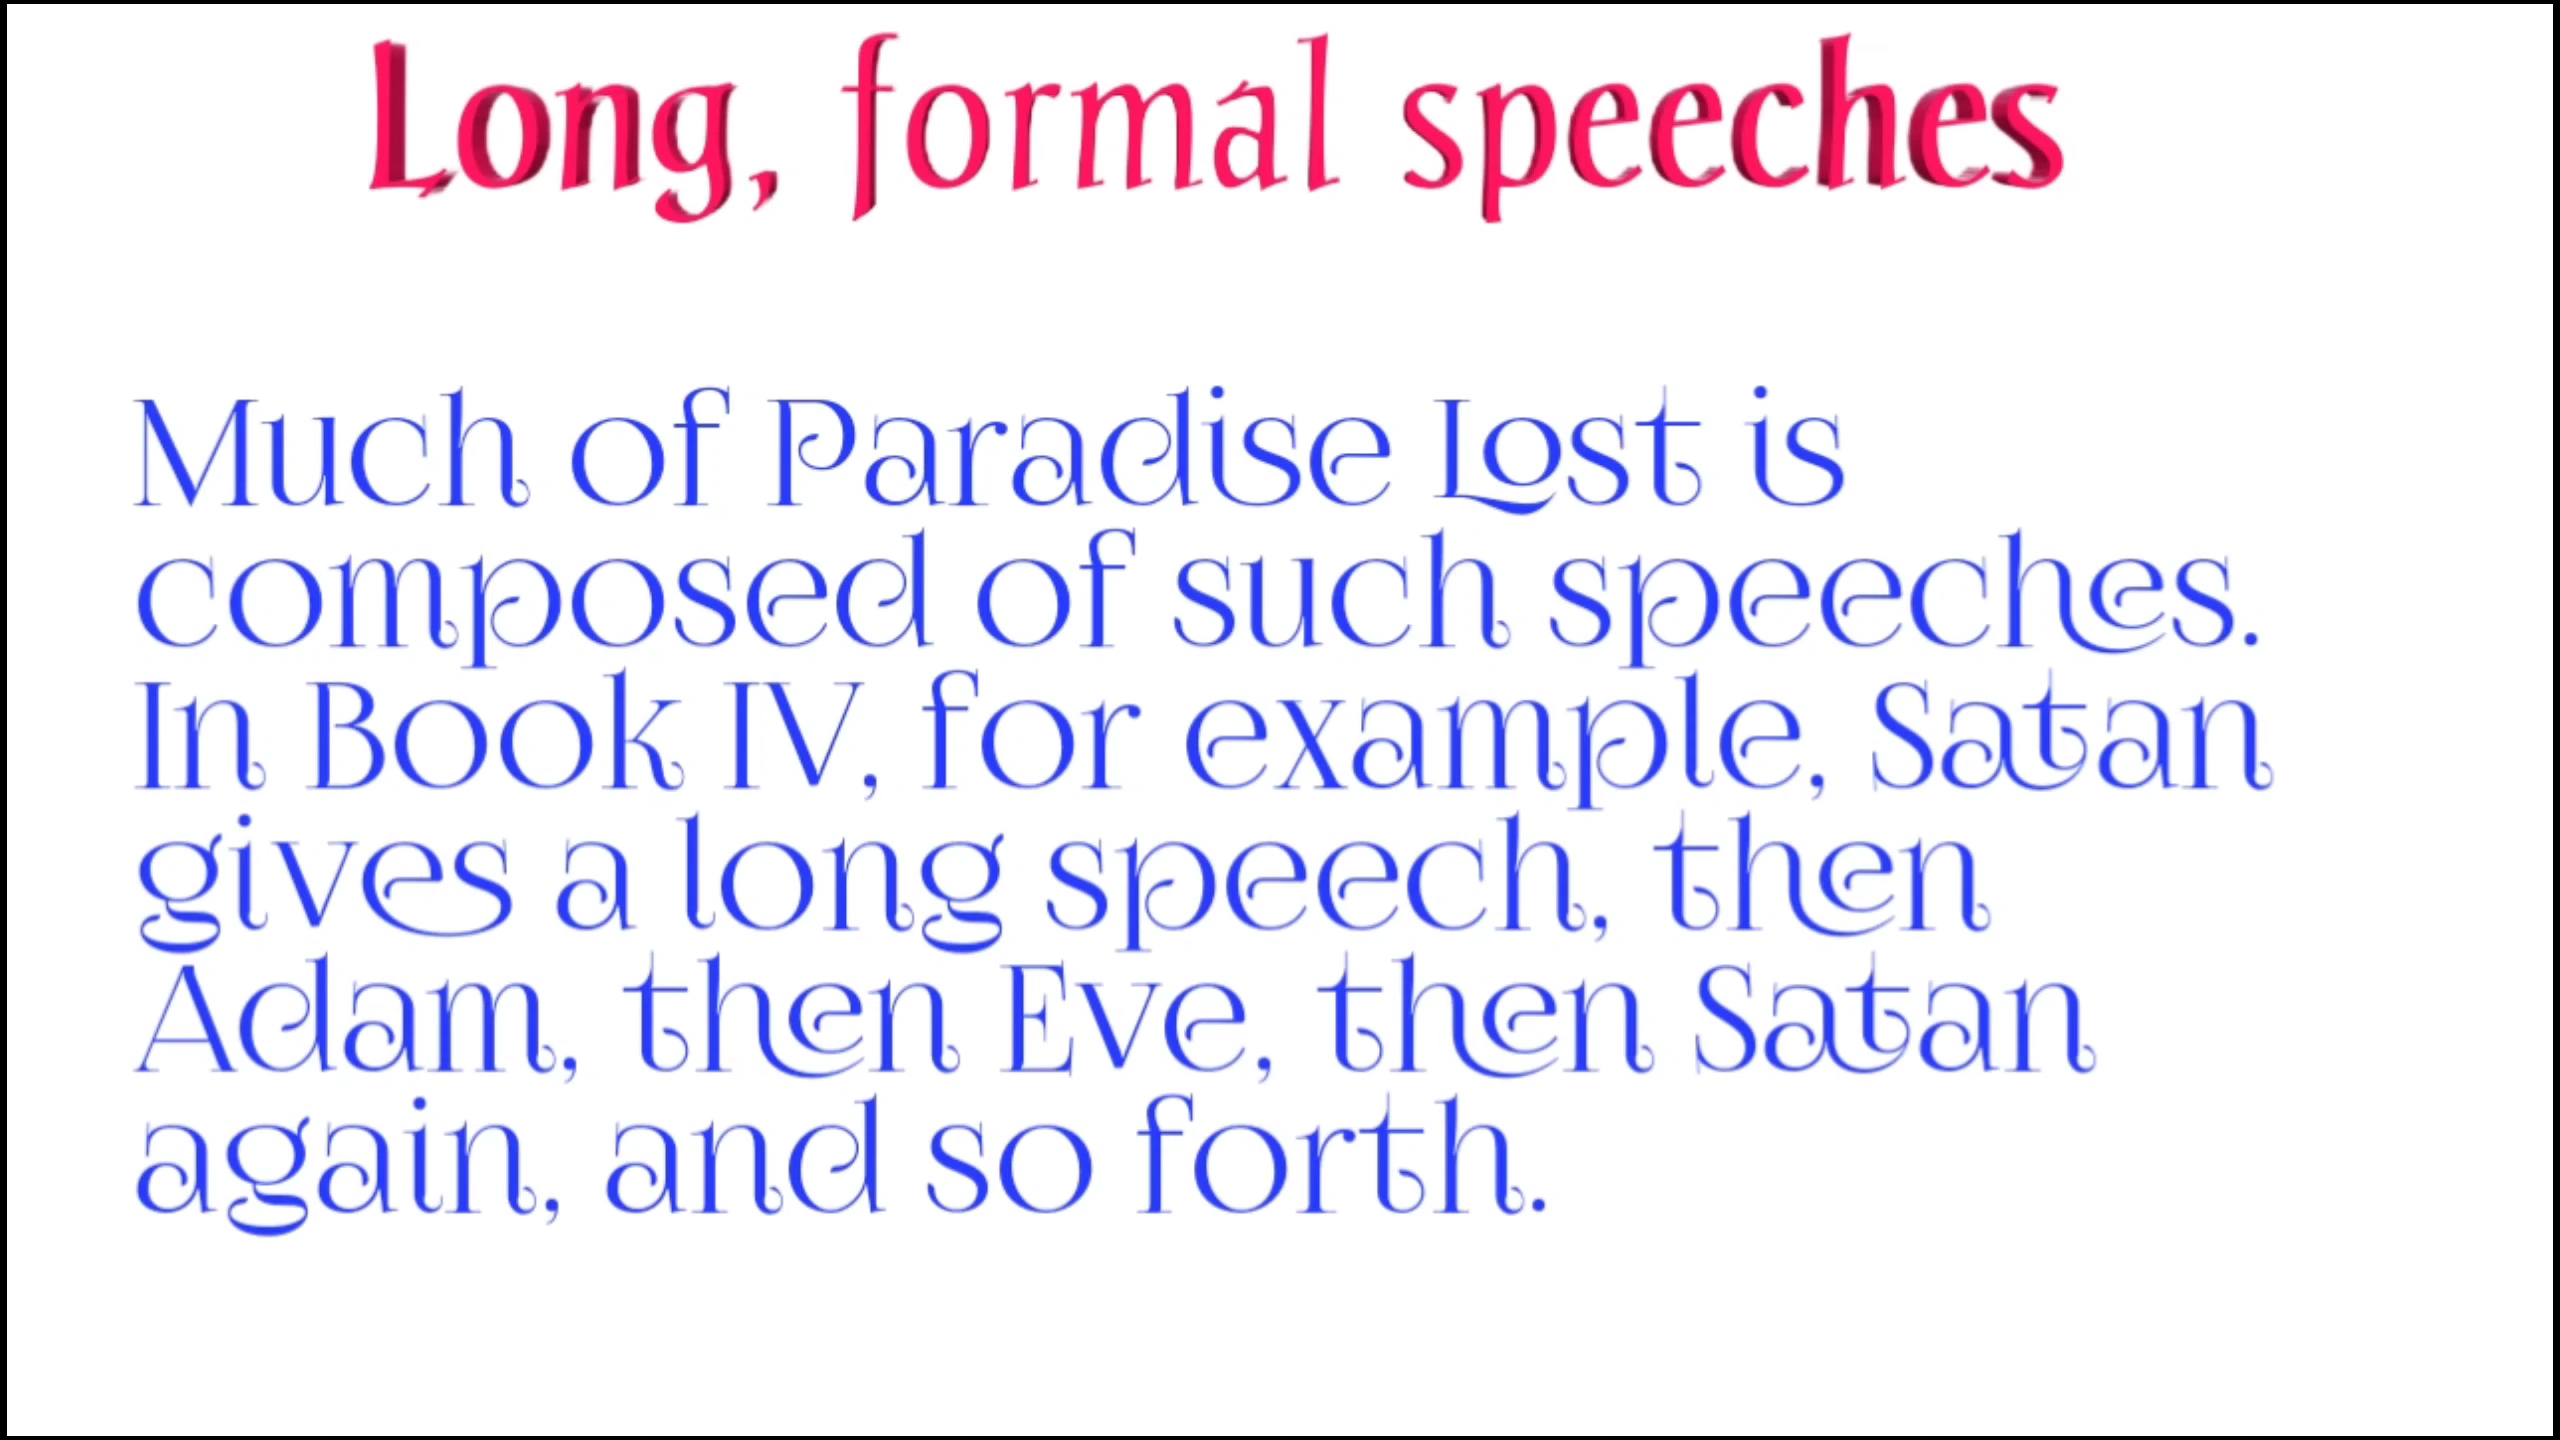 Long, formal speeches
Much of Paradise Lost is
composed of such speeches.
In Book IV, for example, Satan
gives a long speech, then
Adam, then Eve, then Satan
again, and so forth.